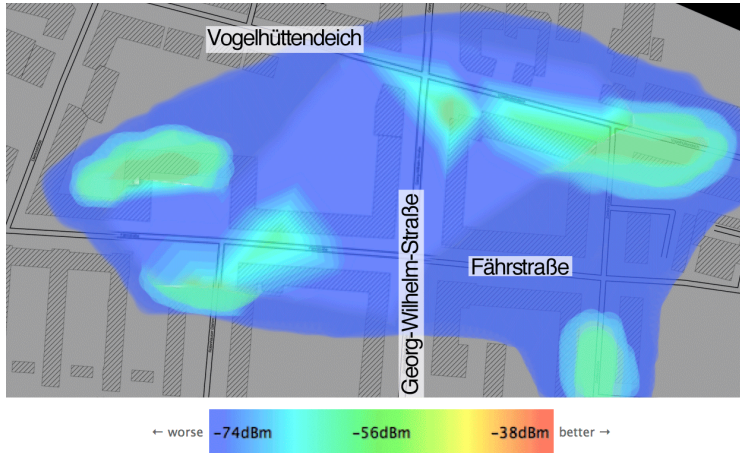 Vogelhüttendeich
Georg-Wilhelm-Straße
Fährstraße
← worse -74dBm -56dBm -38dBm better →